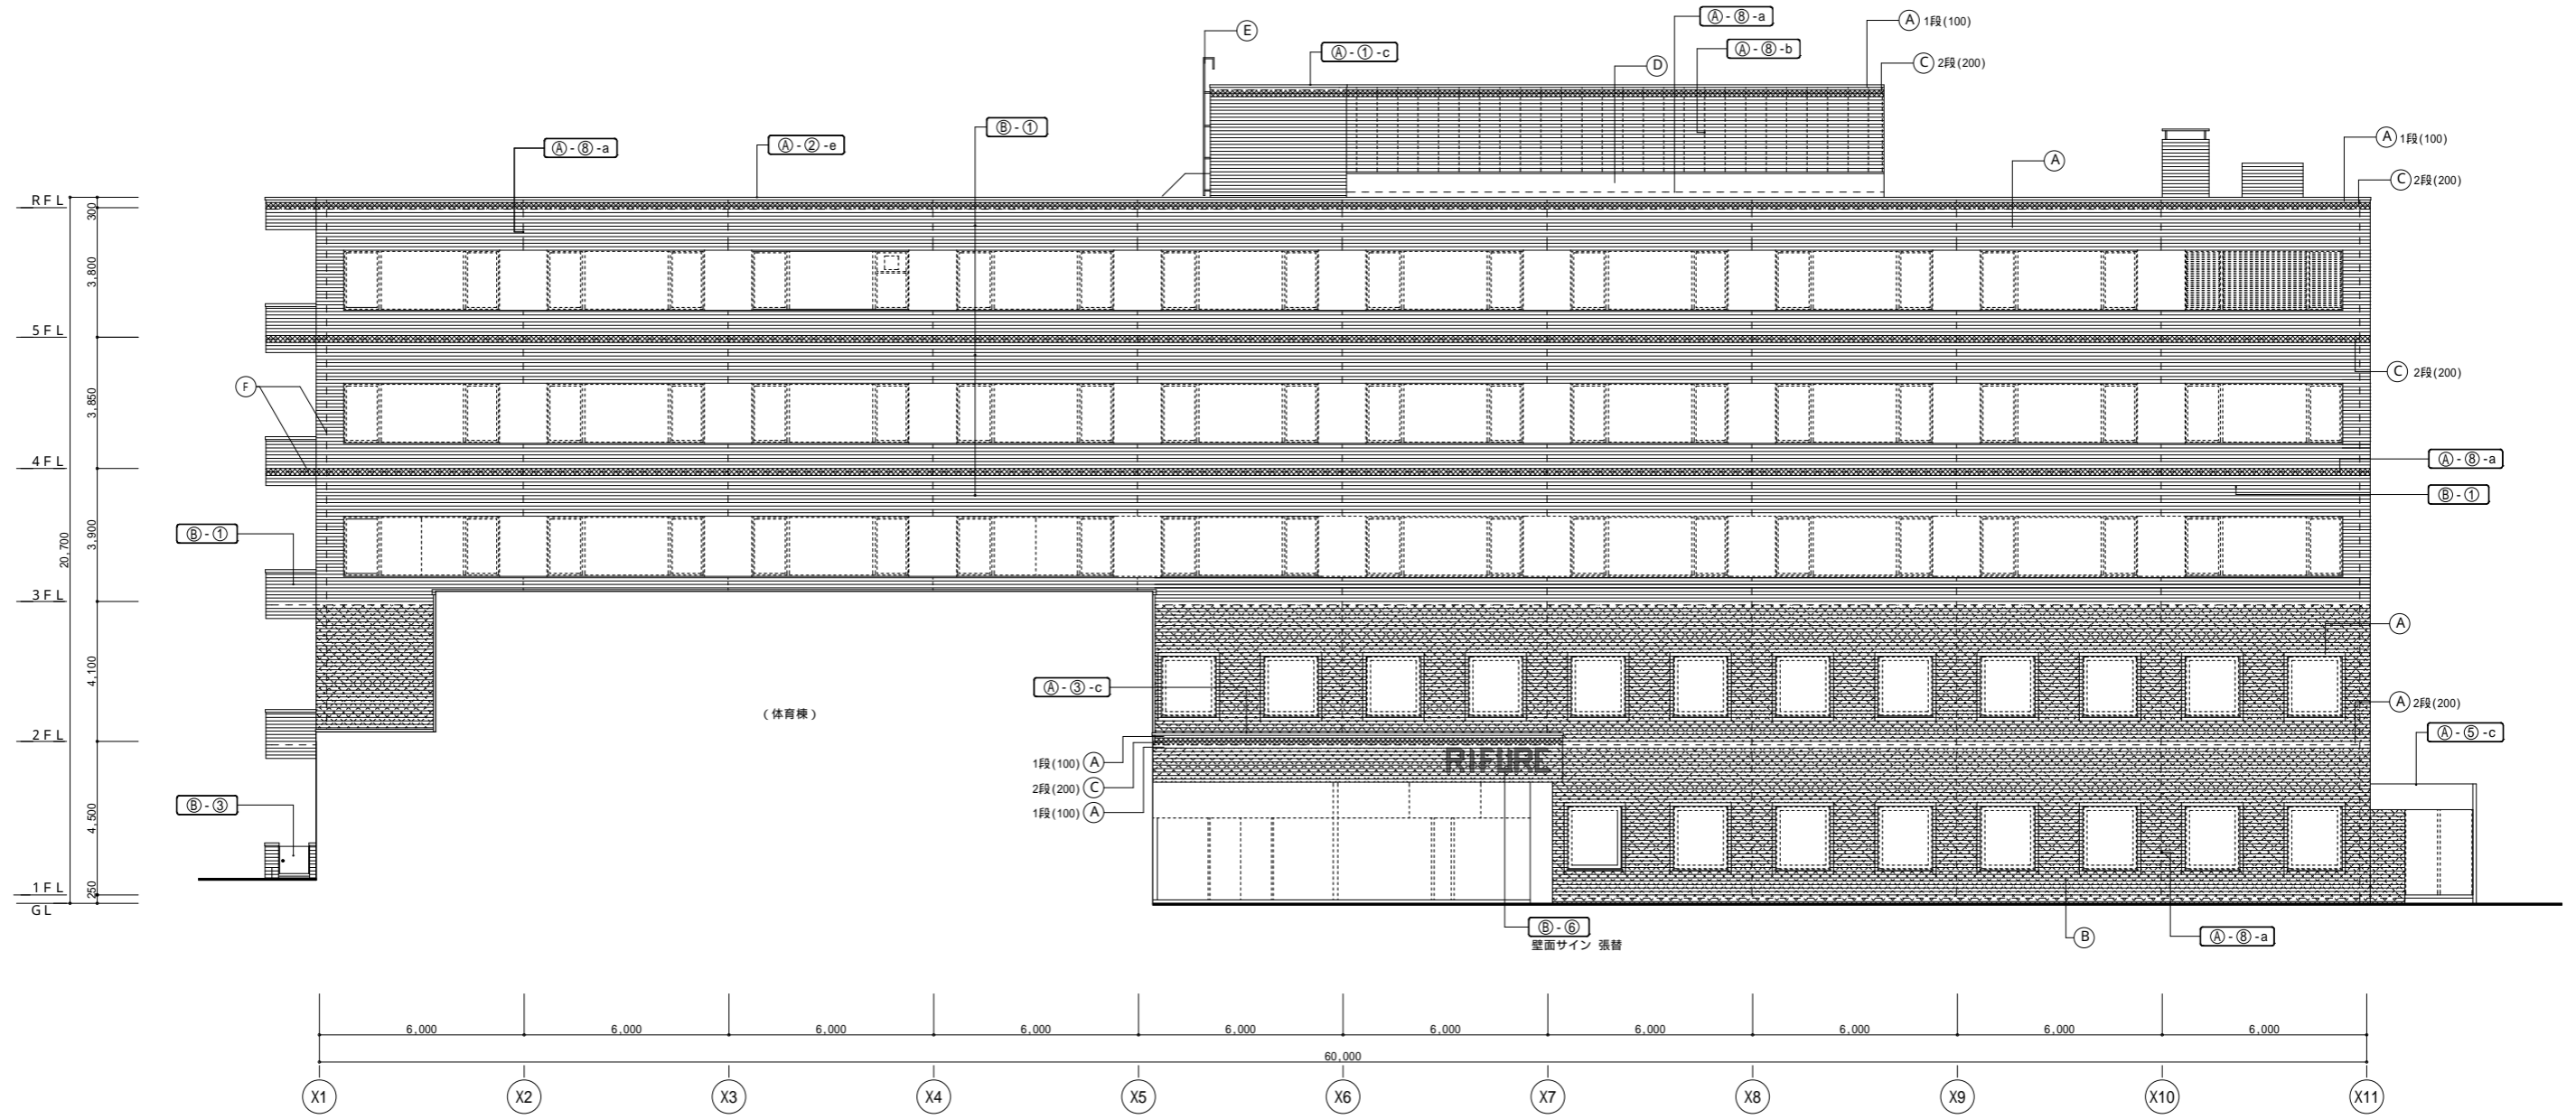 Ⓔ
Ⓐ-①-c
Ⓐ-⑧-a
Ⓐ-⑧-b
Ⓓ
Ⓐ 1段(100)
Ⓒ 2段(200)
Ⓑ-①
Ⓐ-⑧-a
Ⓐ-②-e
Ⓐ
Ⓐ 1段(100)
Ⓒ 2段(200)
RFL
300
3,800
5FL
Ⓒ 2段(200)
Ⓕ
3,850
4FL
Ⓐ-⑧-a
Ⓑ-①
Ⓑ-①
3,900
20,700
3FL
Ⓐ
4,100
Ⓐ-③-c
(体育棟)
Ⓐ 2段(200)
2FL
Ⓐ-⑤-c
1段(100) Ⓐ
RIFURE
2段(200) Ⓒ
1段(100) Ⓐ
Ⓑ-③
4,500
1FL
250
GL
Ⓑ-⑥
壁面サイン 張替
Ⓑ
Ⓐ-⑧-a
6,000 6,000 6,000 6,000 6,000 6,000 6,000 6,000 6,000 6,000
60,000
X1 X2 X3 X4 X5 X6 X7 X8 X9 X10 X11